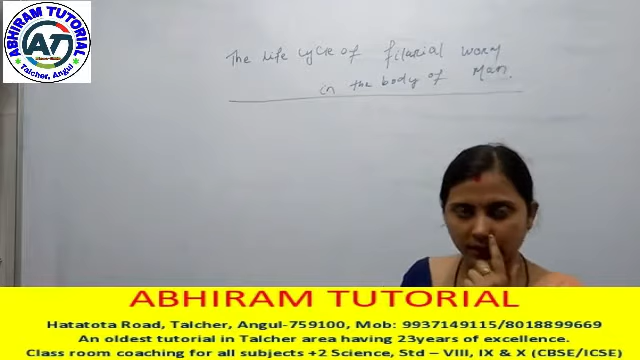 ABHIRAM TUTORIAL
AT
Talcher, Angul
The life cycle of filarial worm
in the body of Man.
ABHIRAM TUTORIAL
Hatatota Road, Talcher, Angul-759100, Mob: 9937149115/8018899669
An oldest tutorial in Talcher area having 23years of excellence.
Class room coaching for all subjects +2 Science, Std – VIII, IX & X (CBSE/ICSE)